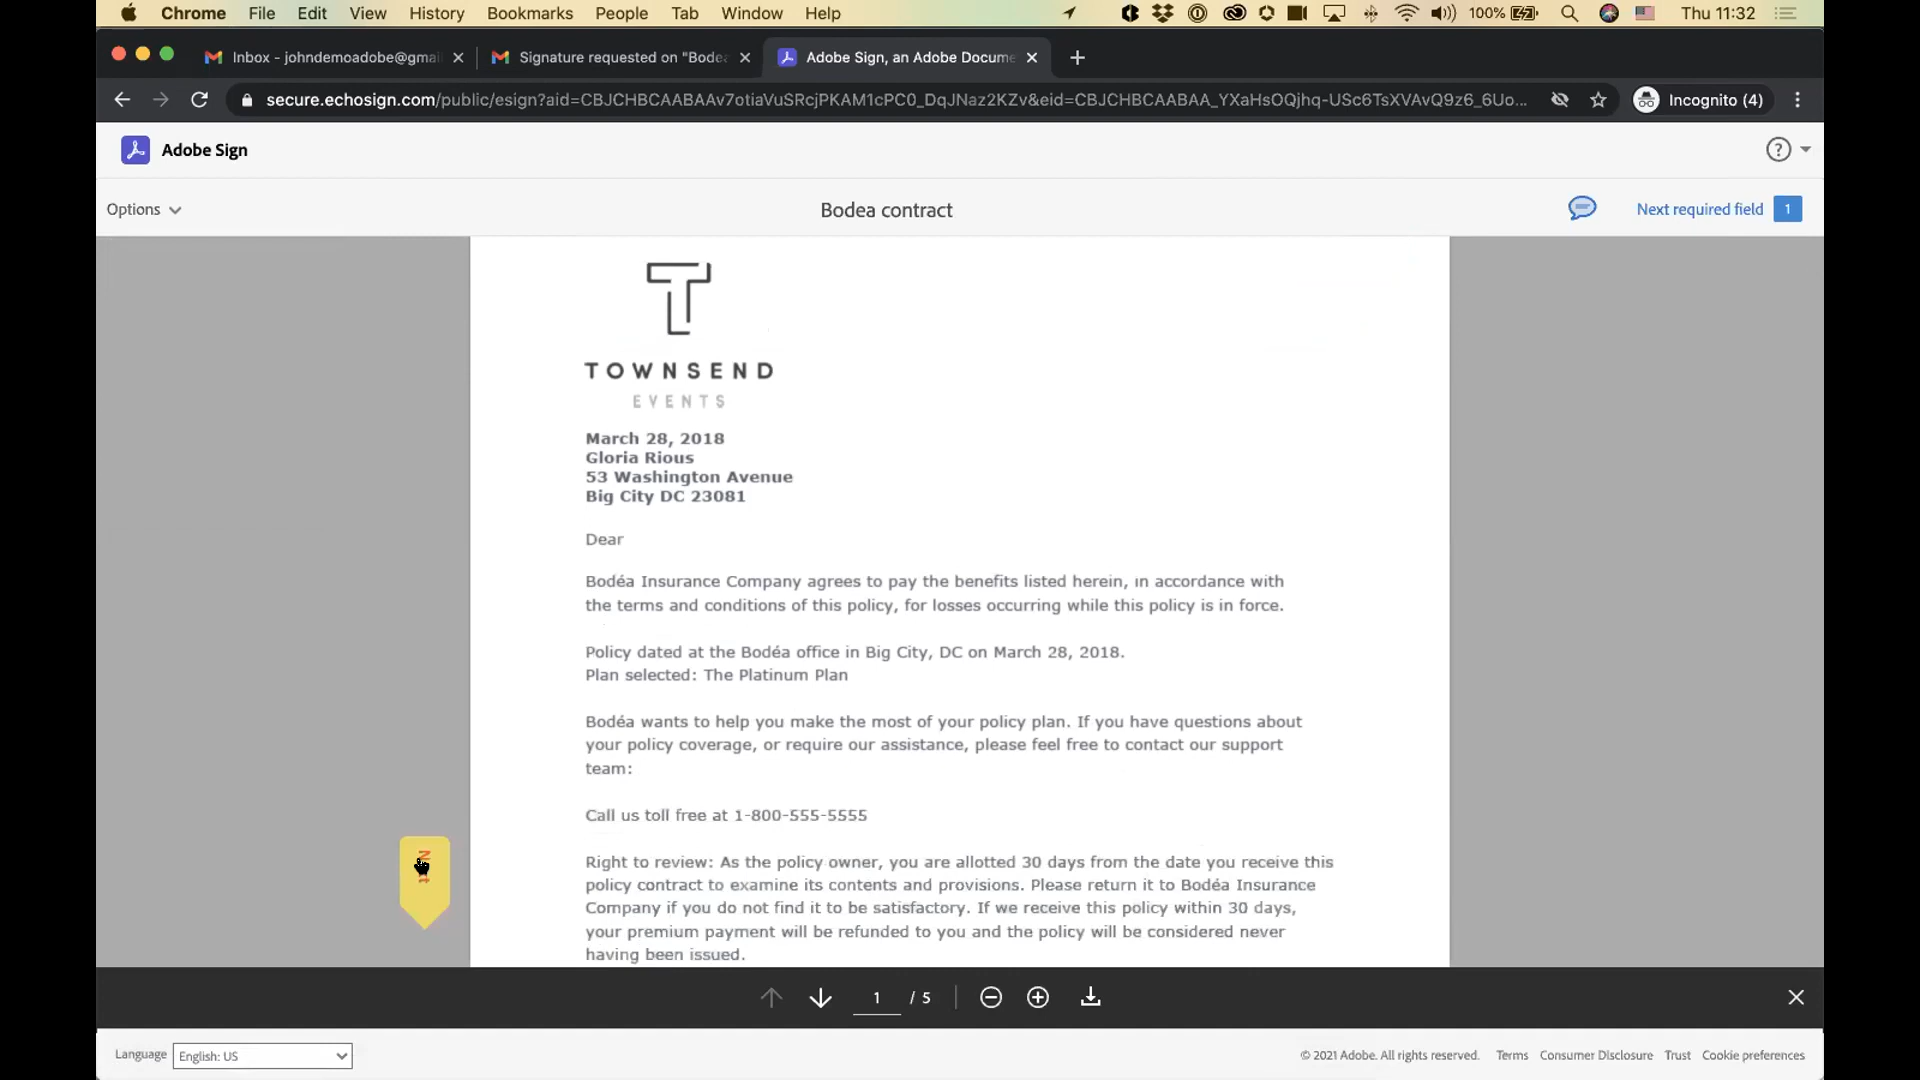 Chrome File Edit View History Bookmarks People Tab Window Help 100% Thu 11:32
Inbox - johndemoadobe@gmai Signature requested on "Bodea Adobe Sign, an Adobe Docume
secure.echosign.com/public/esign?aid=CBJCHBCAABAAv7otiaVuSRcjPKAM1cPC0_DqJNaz2KZv&eid=CBJCHBCAABAA_YXaHsOQjhq-USc6TsXVAvQ9z6_6Uo... Incognito (4)
Adobe Sign
Options Bodea contract Next required field 1
TOWNSEND
EVENTS
March 28, 2018
Gloria Rious
53 Washington Avenue
Big City DC 23081
Dear
Bodéa Insurance Company agrees to pay the benefits listed herein, in accordance with
the terms and conditions of this policy, for losses occurring while this policy is in force.
Policy dated at the Bodéa office in Big City, DC on March 28, 2018.
Plan selected: The Platinum Plan
Bodéa wants to help you make the most of your policy plan. If you have questions about
your policy coverage, or require our assistance, please feel free to contact our support
team:
Call us toll free at 1-800-555-5555
Right to review: As the policy owner, you are allotted 30 days from the date you receive this
policy contract to examine its contents and provisions. Please return it to Bodéa Insurance
Company if you do not find it to be satisfactory. If we receive this policy within 30 days,
your premium payment will be refunded to you and the policy will be considered never
having been issued.
1 / 5
Language English: US © 2021 Adobe. All rights reserved. Terms Consumer Disclosure Trust Cookie preferences